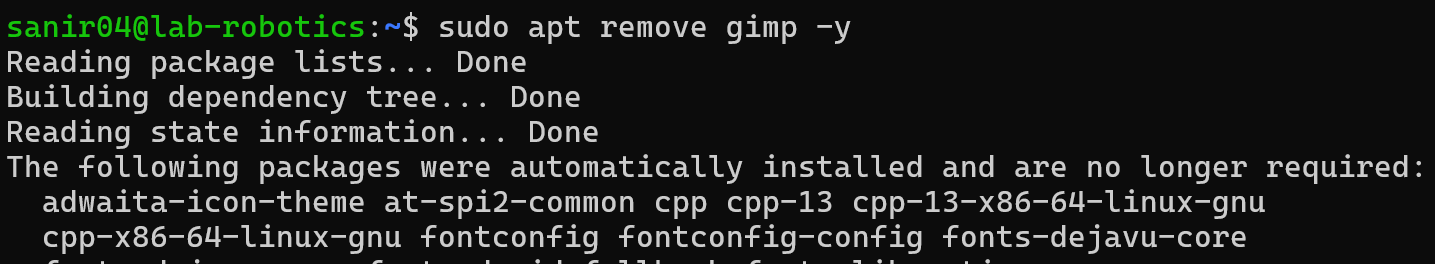 sanir04@lab-robotics:~$ sudo apt remove gimp -y
Reading package lists... Done
Building dependency tree... Done
Reading state information... Done
The following packages were automatically installed and are no longer required:
  adwaita-icon-theme at-spi2-common cpp cpp-13 cpp-13-x86-64-linux-gnu
  cpp-x86-64-linux-gnu fontconfig fontconfig-config fonts-dejavu-core